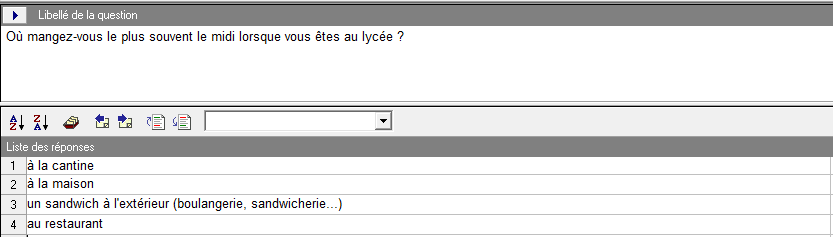 Libellé de la question
Où mangez-vous le plus souvent le midi lorsque vous êtes au lycée ?
Liste des réponses
1 à la cantine
2 à la maison
3 un sandwich à l'extérieur (boulangerie, sandwicherie...)
4 au restaurant